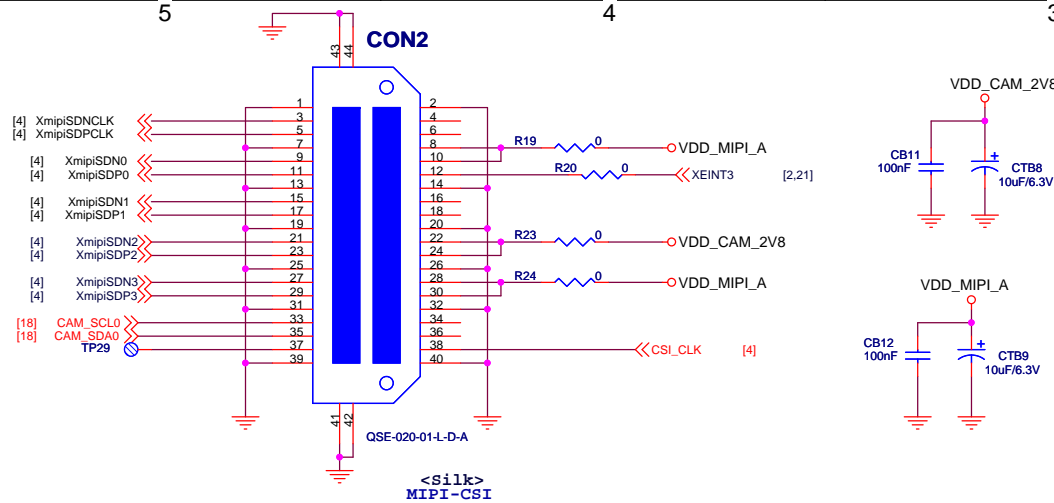 5 4 3
CON2
43 44
1 2
[4] XmipiSDNCLK 3 4
[4] XmipiSDPCLK 5 6
7 8 R19 0 VDD_MIPI_A
[4] XmipiSDN0 9 10
[4] XmipiSDP0 11 12 R20 0 XEINT3 [2,21]
13 14
[4] XmipiSDN1 15 16
[4] XmipiSDP1 17 18
19 20
[4] XmipiSDN2 21 22 R23 0 VDD_CAM_2V8
[4] XmipiSDP2 23 24
25 26
[4] XmipiSDN3 27 28 R24 0 VDD_MIPI_A
[4] XmipiSDP3 29 30
31 32
[18] CAM_SCL0 33 34
[18] CAM_SDA0 35 36
TP29 37 38 CSI_CLK [4]
39 40
41 42
QSE-020-01-L-D-A
<Silk>
MIPI-CSI
VDD_CAM_2V8
CB11
100nF
CTB8
10uF/6.3V
VDD_MIPI_A
CB12
100nF
CTB9
10uF/6.3V